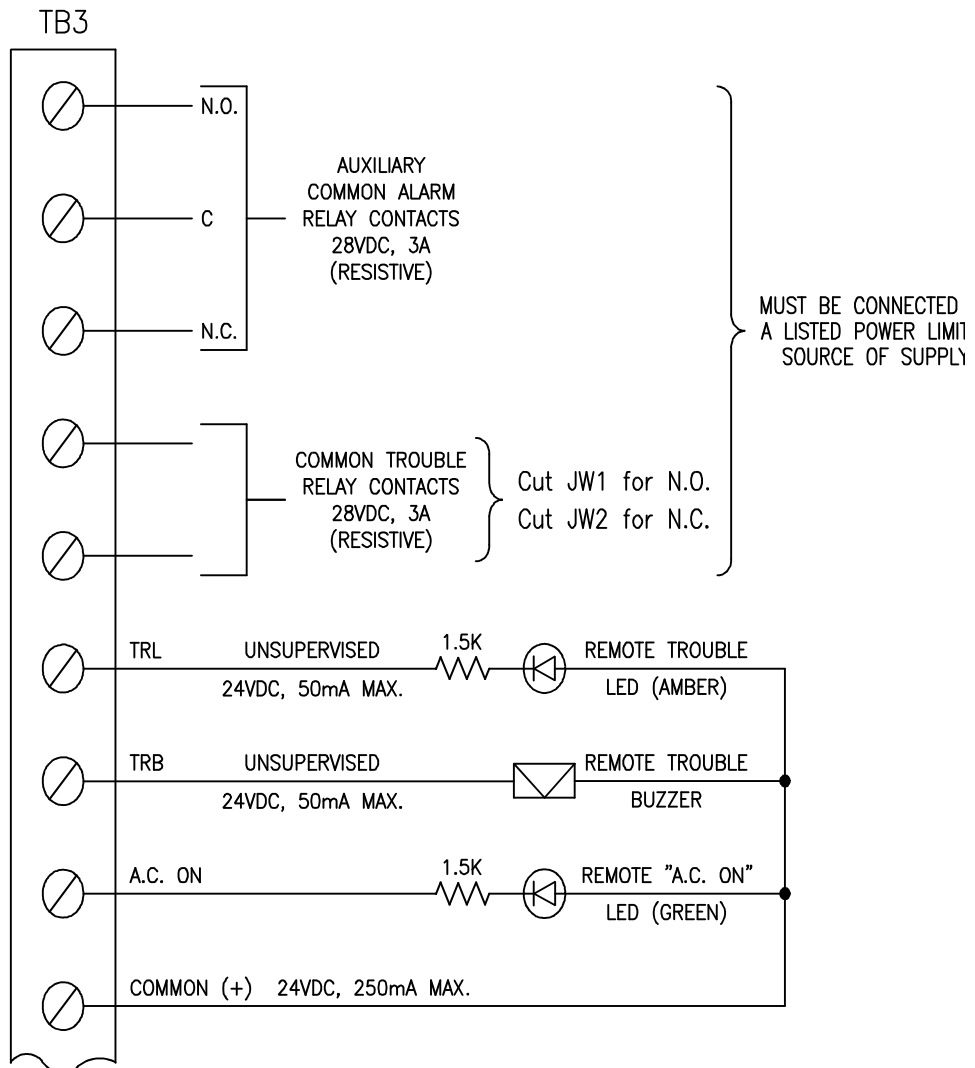 TB3
N.O.
C
N.C.
AUXILIARY
COMMON ALARM
RELAY CONTACTS
28VDC, 3A
(RESISTIVE)
MUST BE CONNECTED
A LISTED POWER LIMIT
SOURCE OF SUPPLY
COMMON TROUBLE
RELAY CONTACTS
28VDC, 3A
(RESISTIVE)
Cut JW1 for N.O.
Cut JW2 for N.C.
TRL
UNSUPERVISED
24VDC, 50mA MAX.
1.5K
REMOTE TROUBLE
LED (AMBER)
TRB
UNSUPERVISED
24VDC, 50mA MAX.
REMOTE TROUBLE
BUZZER
A.C. ON
1.5K
REMOTE "A.C. ON"
LED (GREEN)
COMMON (+) 24VDC, 250mA MAX.